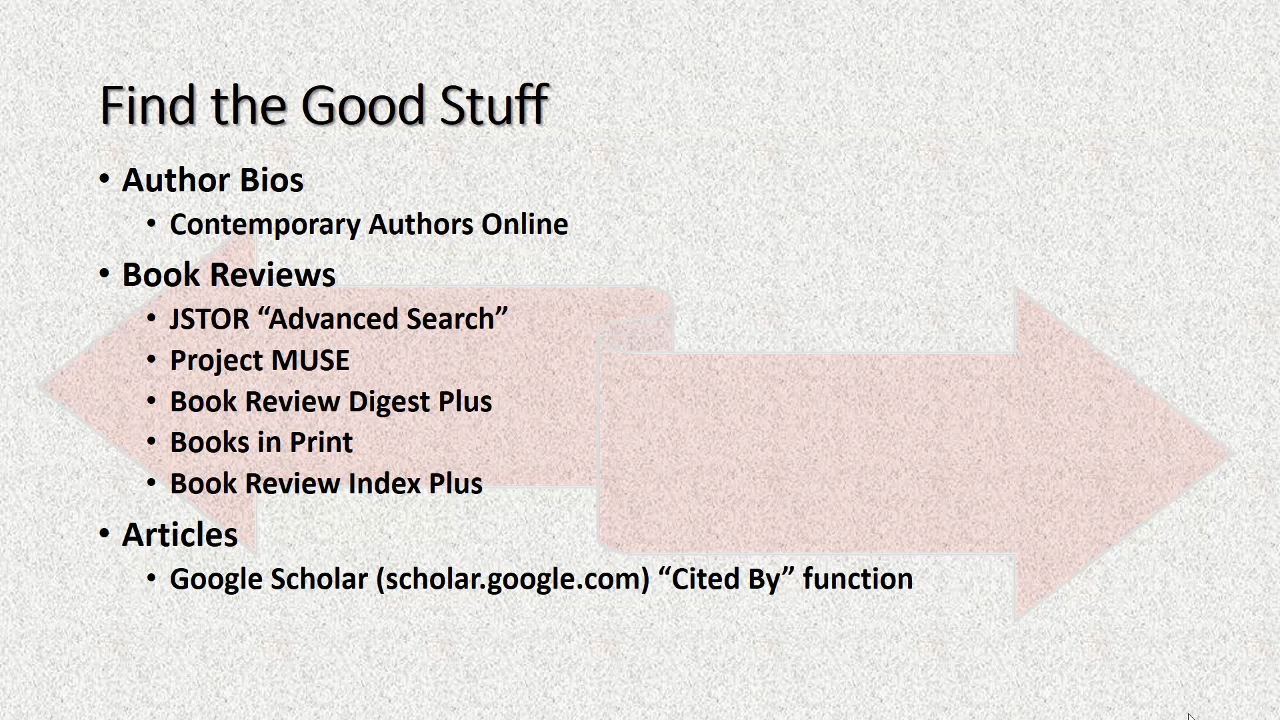 Find the Good Stuff
• Author Bios
• Contemporary Authors Online
• Book Reviews
• JSTOR “Advanced Search”
• Project MUSE
• Book Review Digest Plus
• Books in Print
• Book Review Index Plus
• Articles
• Google Scholar (scholar.google.com) “Cited By” function